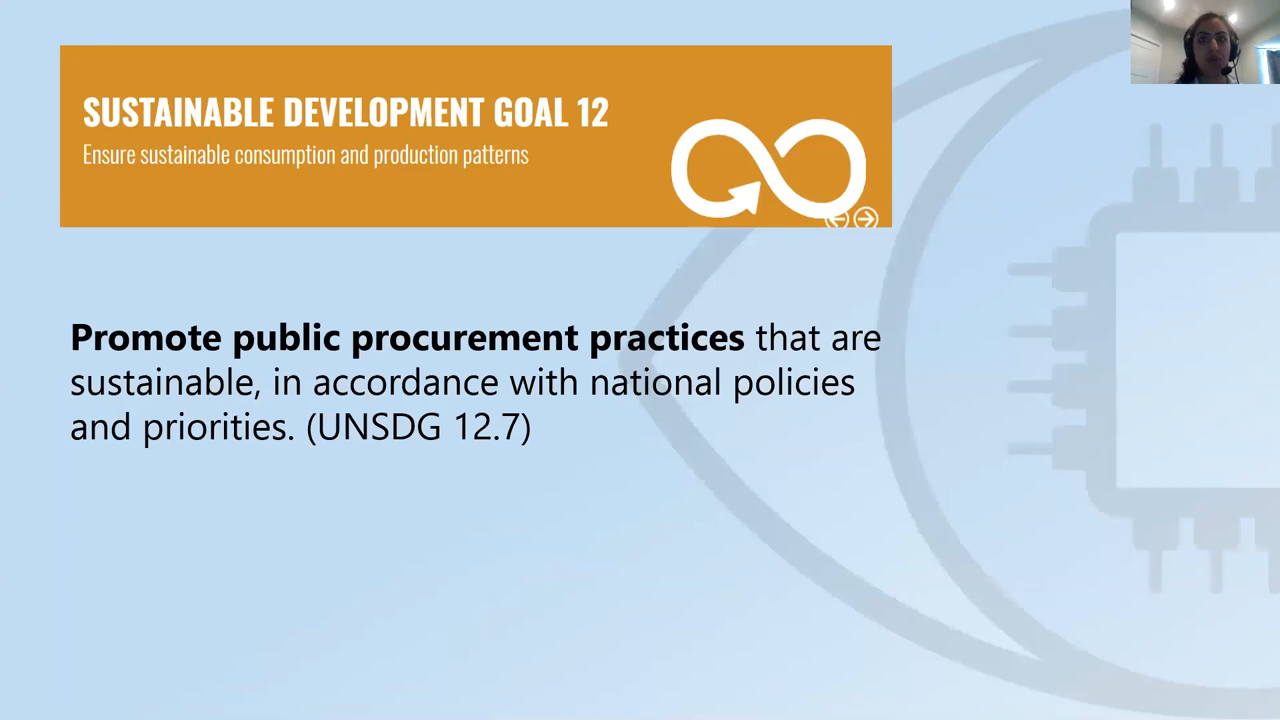 SUSTAINABLE DEVELOPMENT GOAL 12
Ensure sustainable consumption and production patterns
Promote public procurement practices that are
sustainable, in accordance with national policies
and priorities. (UNSDG 12.7)